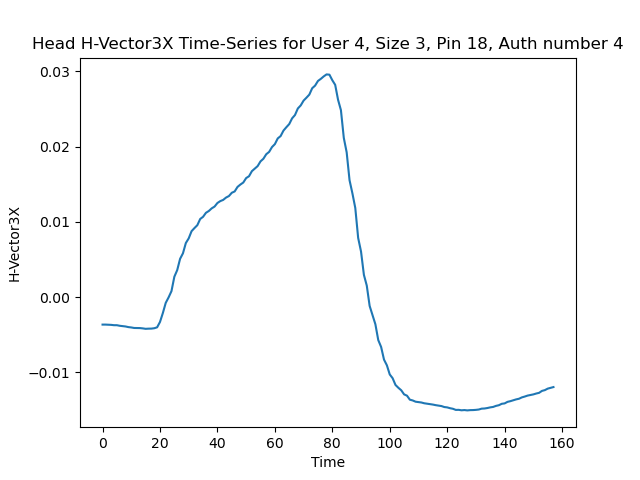 Head H-Vector3X Time-Series for User 4, Size 3, Pin 18, Auth number 4
0.03
0.02
0.01
0.00
−0.01
H-Vector3X
0 20 40 60 80 100 120 140 160
Time